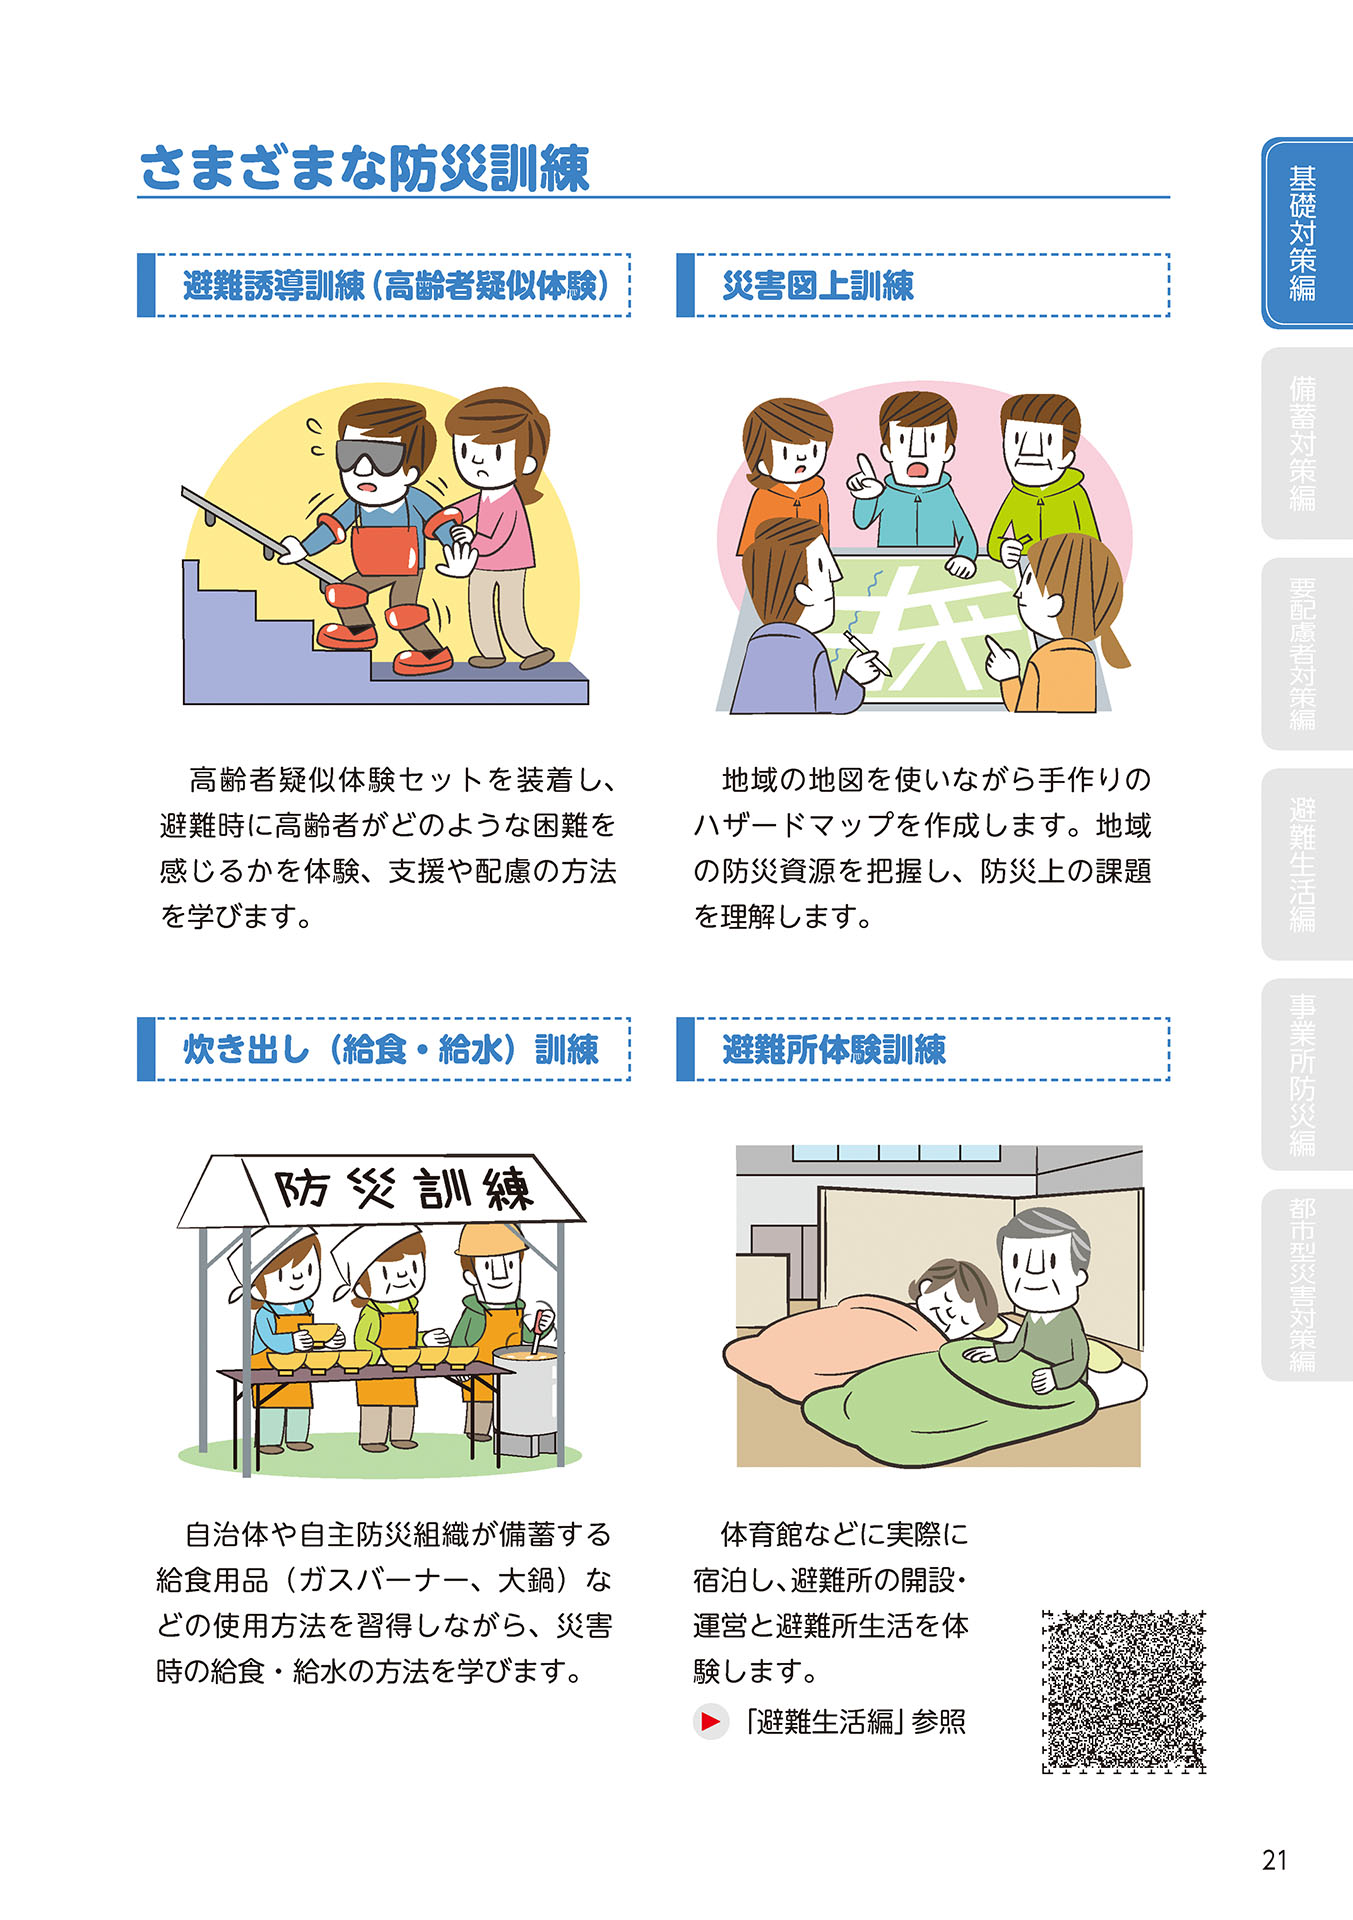 さまざまな防災訓練
避難誘導訓練(高齢者疑似体験)
高齢者疑似体験セットを装着し、
避難時に高齢者がどのような困難を
感じるかを体験、支援や配慮の方法
を学びます。
災害図上訓練
地域の地図を使いながら手作りの
ハザードマップを作成します。地域
の防災資源を把握し、防災上の課題
を理解します。
炊き出し（給食・給水）訓練
防災訓練
自治体や自主防災組織が備蓄する
給食用品（ガスバーナー、大鍋）な
どの使用方法を習得しながら、災害
時の給食・給水の方法を学びます。
避難所体験訓練
体育館などに実際に
宿泊し、避難所の開設・
運営と避難所生活を体
験します。
「避難生活編」参照
基礎対策編
備蓄対策編
要配慮者対策編
避難生活編
事業所防災編
都市型災害対策編
21